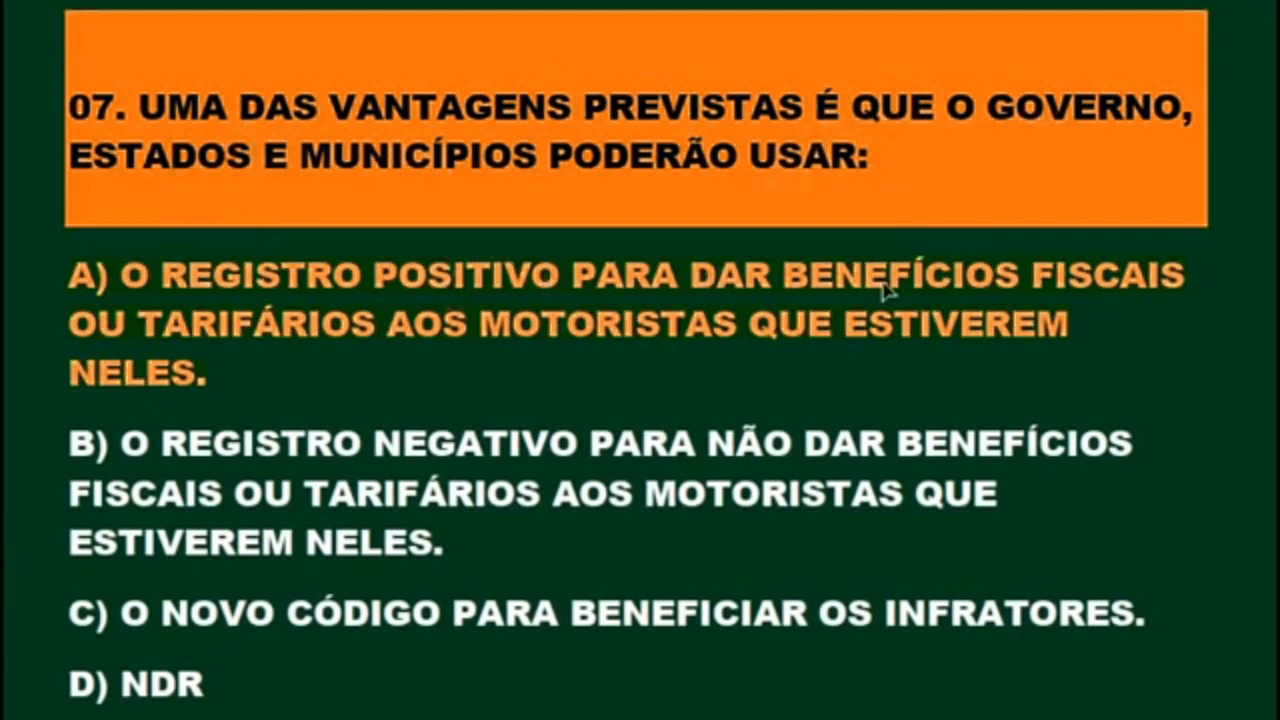 07. UMA DAS VANTAGENS PREVISTAS É QUE O GOVERNO,
ESTADOS E MUNICÍPIOS PODERÃO USAR:
A) O REGISTRO POSITIVO PARA DAR BENEFÍCIOS FISCAIS
OU TARIFÁRIOS AOS MOTORISTAS QUE ESTIVEREM
NELES.
B) O REGISTRO NEGATIVO PARA NÃO DAR BENEFÍCIOS
FISCAIS OU TARIFÁRIOS AOS MOTORISTAS QUE
ESTIVEREM NELES.
C) O NOVO CÓDIGO PARA BENEFICIAR OS INFRATORES.
D) NDR